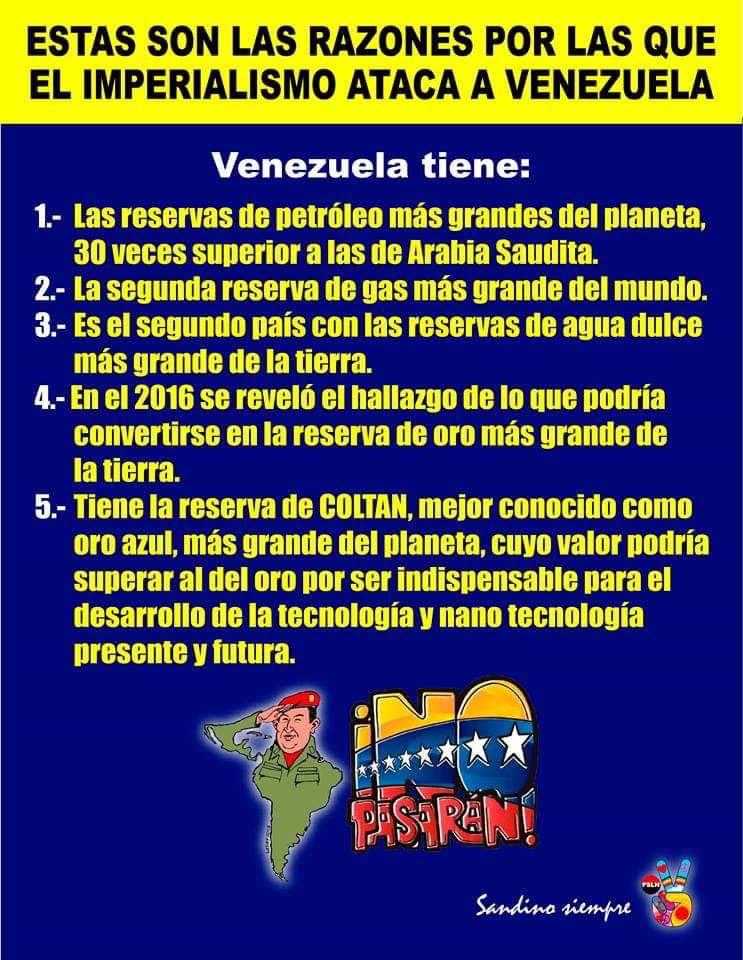 ESTAS SON LAS RAZONES POR LAS QUE
EL IMPERIALISMO ATACA A VENEZUELA
Venezuela tiene:
1.- Las reservas de petróleo más grandes del planeta,
30 veces superior a las de Arabia Saudita.
2.- La segunda reserva de gas más grande del mundo.
3.- Es el segundo país con las reservas de agua dulce
más grande de la tierra.
4.- En el 2016 se reveló el hallazgo de lo que podría
convertirse en la reserva de oro más grande de
la tierra.
5.- Tiene la reserva de COLTAN, mejor conocido como
oro azul, más grande del planeta, cuyo valor podría
superar al del oro por ser indispensable para el
desarrollo de la tecnología y nano tecnología
presente y futura.
¡NO
PASARÁN!
Sandino siempre
FSLN